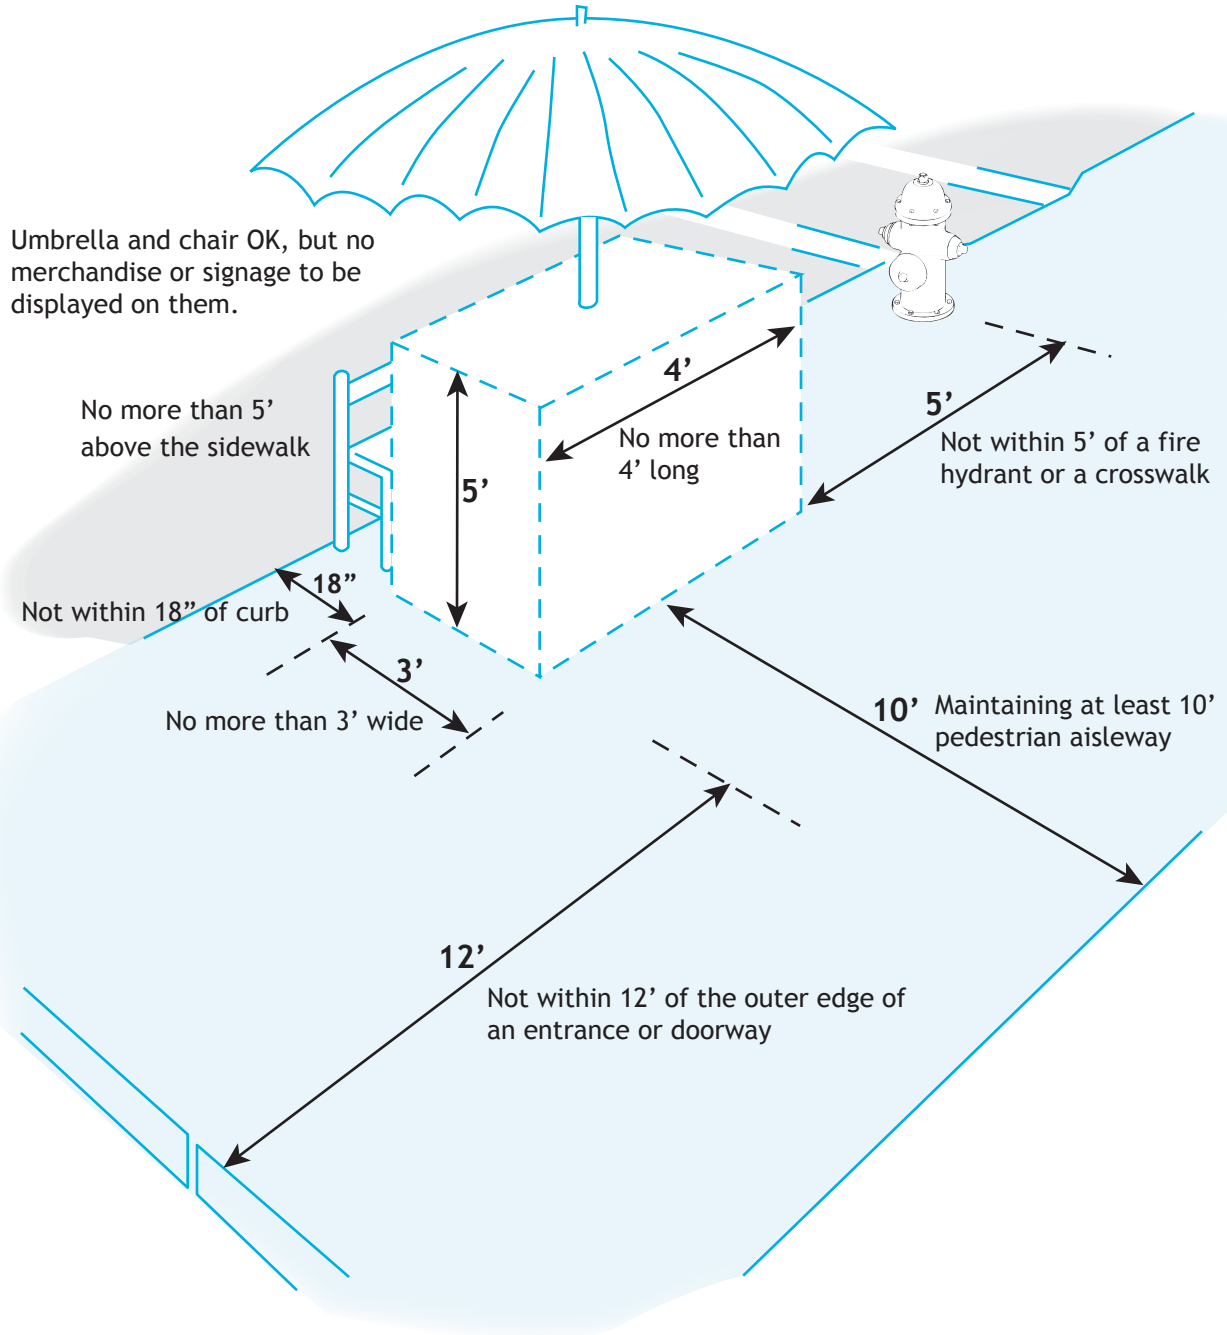 Umbrella and chair OK, but no
merchandise or signage to be
displayed on them.
4’
No more than
4’ long
No more than 5’
above the sidewalk
5’
5’
Not within 5’ of a fire
hydrant or a crosswalk
18”
Not within 18” of curb
3’
No more than 3’ wide
10’
Maintaining at least 10’
pedestrian aisleway
12’
Not within 12’ of the outer edge of
an entrance or doorway